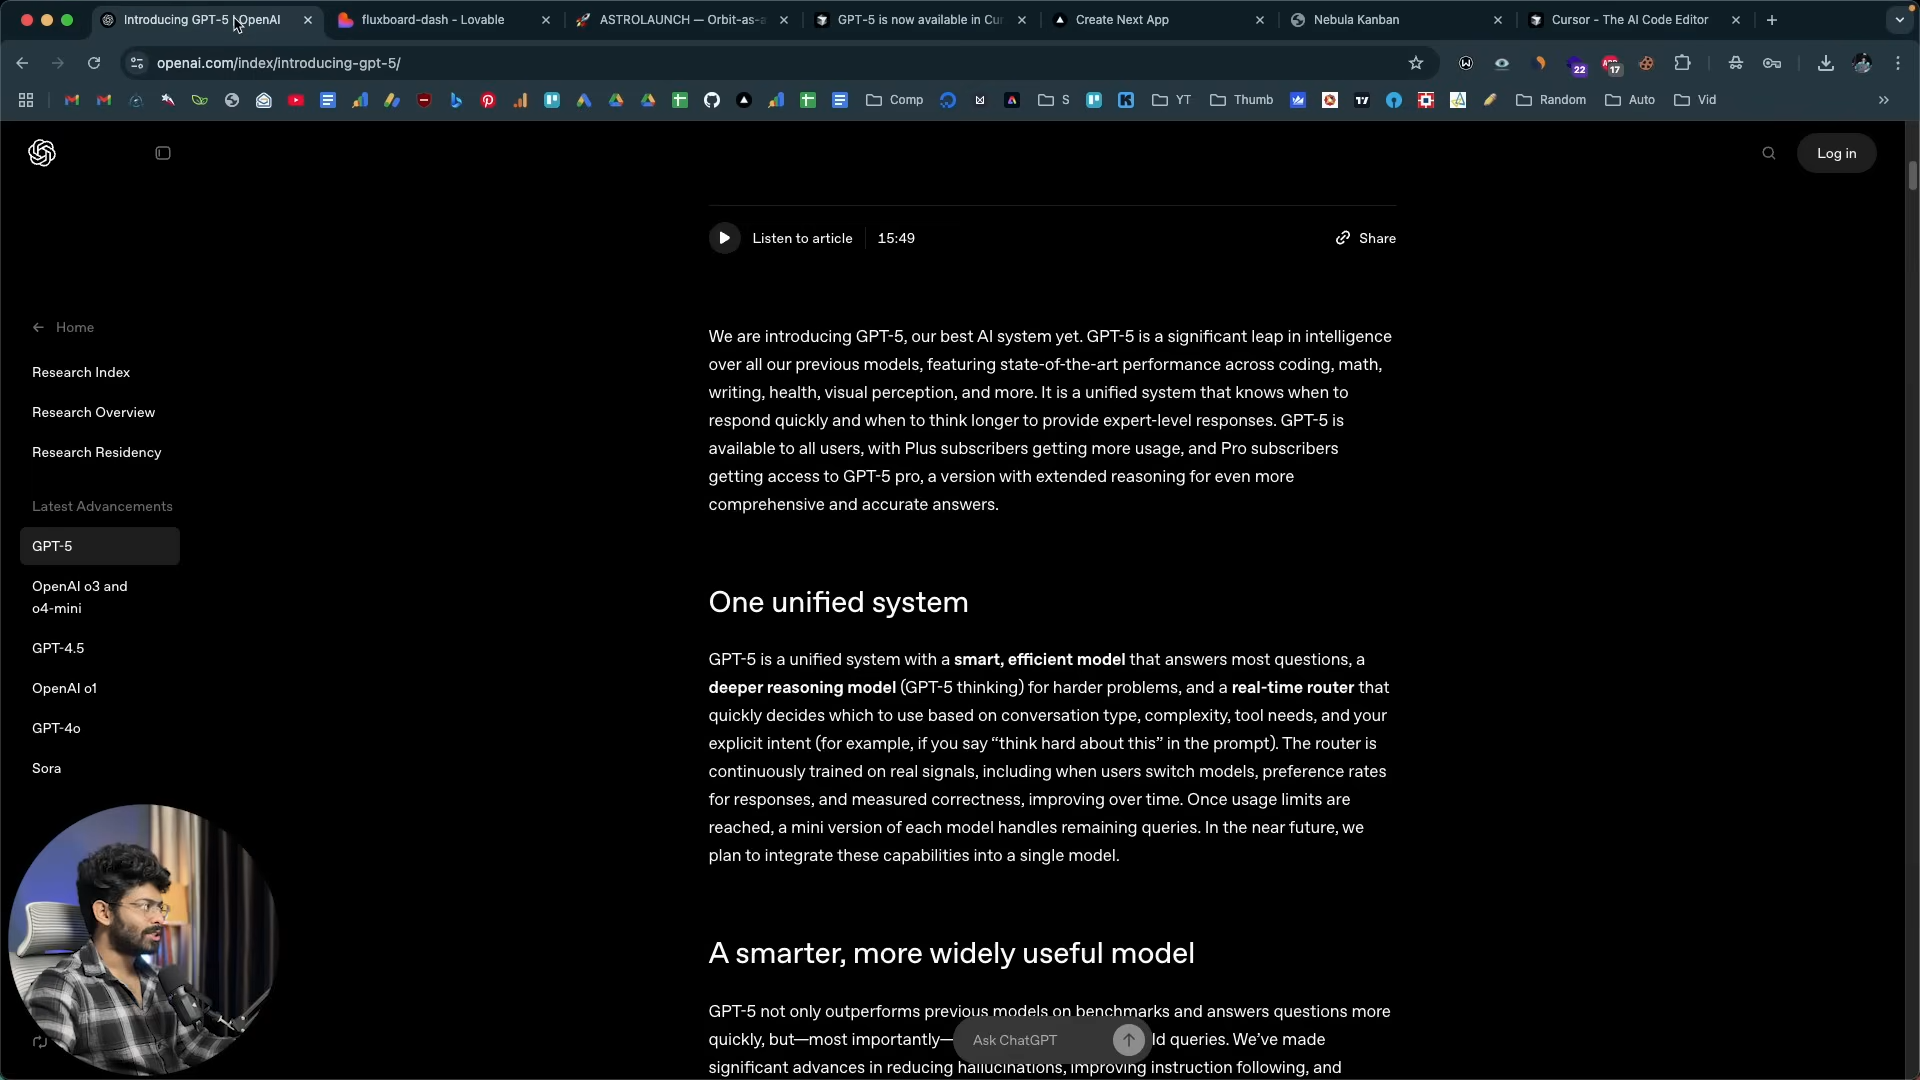 Introducing GPT-5 | OpenAI
fluxboard-dash - Lovable
ASTROLAUNCH — Orbit-as-a
GPT-5 is now available in Cur
Create Next App
Nebula Kanban
Cursor - The AI Code Editor
openai.com/index/introducing-gpt-5/
22
17
Comp
S
YT
Thumb
Random
Auto
Vid
Log in
Listen to article
15:49
Share
Home
Research Index
Research Overview
Research Residency
Latest Advancements
GPT-5
OpenAI o3 and
o4-mini
GPT-4.5
OpenAI o1
GPT-4o
Sora
We are introducing GPT-5, our best AI system yet. GPT-5 is a significant leap in intelligence
over all our previous models, featuring state-of-the-art performance across coding, math,
writing, health, visual perception, and more. It is a unified system that knows when to
respond quickly and when to think longer to provide expert-level responses. GPT-5 is
available to all users, with Plus subscribers getting more usage, and Pro subscribers
getting access to GPT-5 pro, a version with extended reasoning for even more
comprehensive and accurate answers.
One unified system
GPT-5 is a unified system with a smart, efficient model that answers most questions, a
deeper reasoning model (GPT-5 thinking) for harder problems, and a real-time router that
quickly decides which to use based on conversation type, complexity, tool needs, and your
explicit intent (for example, if you say “think hard about this” in the prompt). The router is
continuously trained on real signals, including when users switch models, preference rates
for responses, and measured correctness, improving over time. Once usage limits are
reached, a mini version of each model handles remaining queries. In the near future, we
plan to integrate these capabilities into a single model.
A smarter, more widely useful model
GPT-5 not only outperforms previous models on benchmarks and answers questions more
quickly, but—most importantly—
ld queries. We’ve made
Ask ChatGPT
significant advances in reducing hallucinations, improving instruction following, and